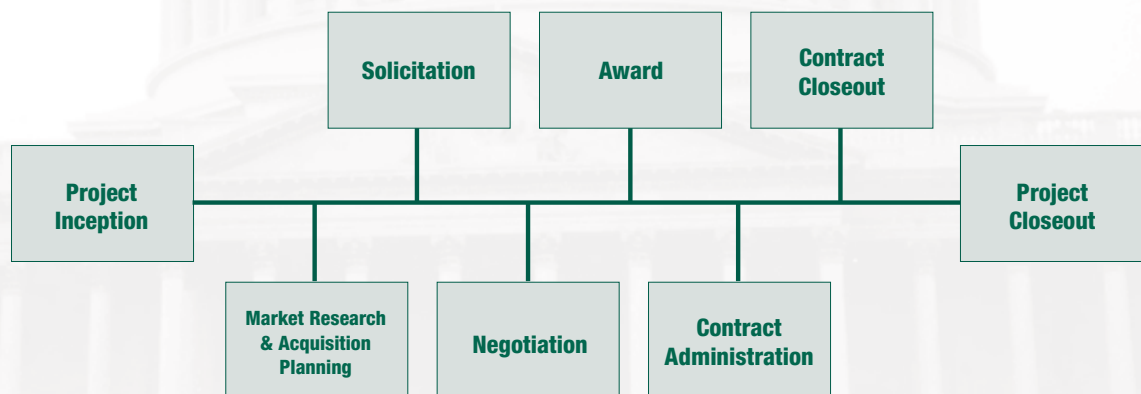 Solicitation
Award
Contract
Closeout
Project
Inception
Project
Closeout
Market Research
& Acquisition
Planning
Negotiation
Contract
Administration